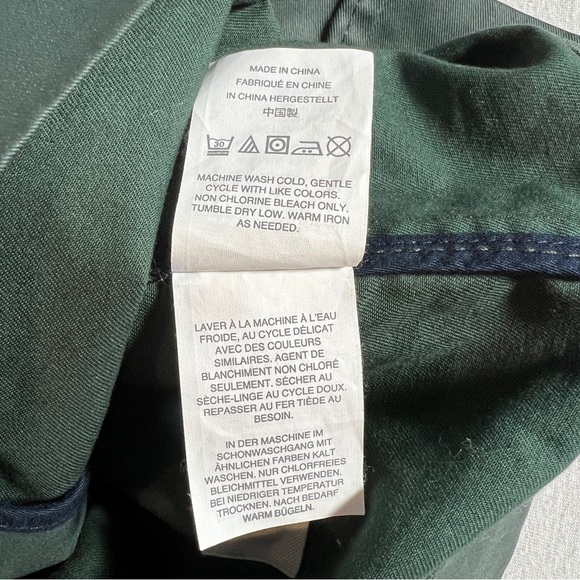 MADE IN CHINA
FABRIQUÉ EN CHINE
IN CHINA HERGESTELLT
中国製
30
MACHINE WASH COLD, GENTLE
CYCLE WITH LIKE COLORS.
NON CHLORINE BLEACH ONLY.
TUMBLE DRY LOW. WARM IRON
AS NEEDED.
LAVER À LA MACHINE À L'EAU
FROIDE, AU CYCLE DÉLICAT
AVEC DES COULEURS
SIMILAIRES. AGENT DE
BLANCHIMENT NON CHLORÉ
SEULEMENT. SÉCHER AU
SÈCHE-LINGE AU CYCLE DOUX.
REPASSER AU FER TIÈDE AU
BESOIN.
IN DER MASCHINE IM
SCHONWASCHGANG MIT
ÄHNLICHEN FARBEN KALT
WASCHEN. NUR CHLORFREIES
BLEICHMITTEL VERWENDEN.
BEI NIEDRIGER TEMPERATUR
TROCKNEN. NACH BEDARF
WARM BÜGELN.